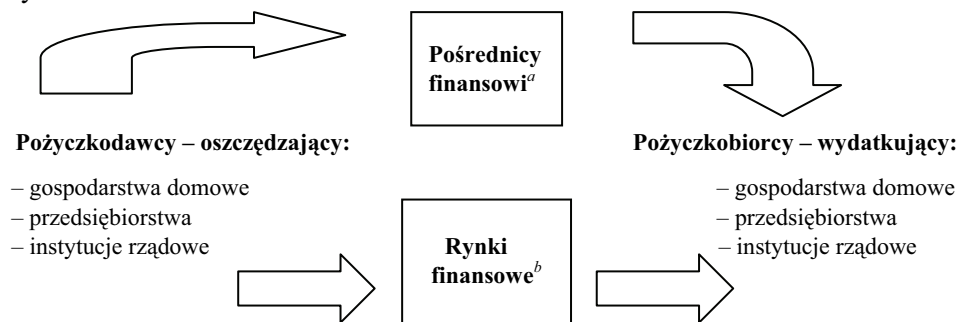 Pośrednicy
finansowi^a
Pożyczkodawcy – oszczędzający:
– gospodarstwa domowe
– przedsiębiorstwa
– instytucje rządowe
Pożyczkobiorcy – wydatkujący:
– gospodarstwa domowe
– przedsiębiorstwa
– instytucje rządowe
Rynki
finansowe^b